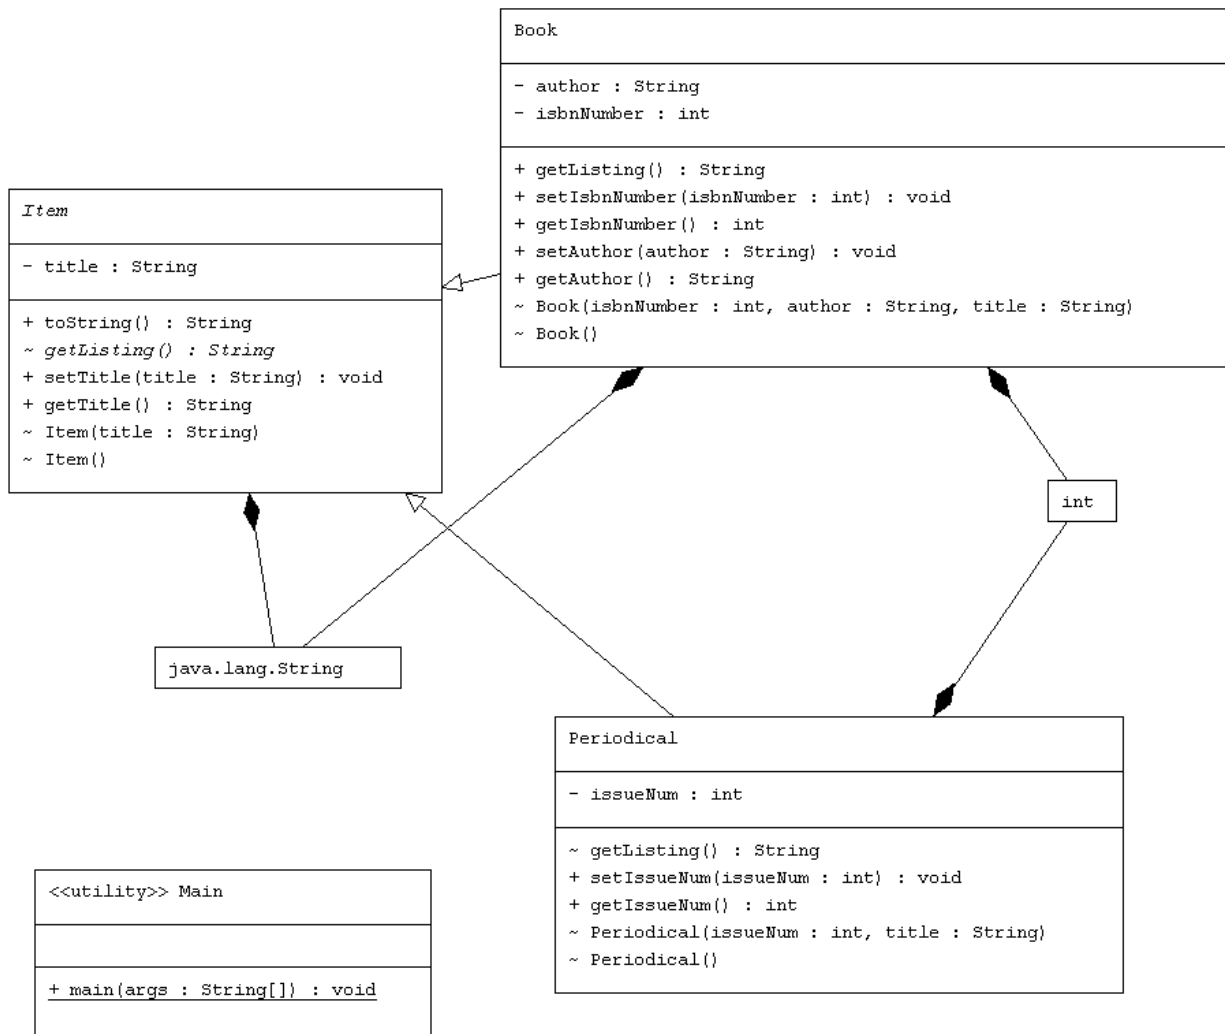 Book
- author : String
- isbnNumber : int
+ getListing() : String
+ setIsbnNumber(isbnNumber : int) : void
+ getIsbnNumber() : int
+ setAuthor(author : String) : void
+ getAuthor() : String
~ Book(isbnNumber : int, author : String, title : String)
~ Book()
Item
- title : String
+ toString() : String
~ getListing() : String
+ setTitle(title : String) : void
+ getTitle() : String
~ Item(title : String)
~ Item()
int
java.lang.String
Periodical
- issueNum : int
~ getListing() : String
+ setIssueNum(issueNum : int) : void
+ getIssueNum() : int
~ Periodical(issueNum : int, title : String)
~ Periodical()
<<utility>> Main
+ main(args : String[]) : void